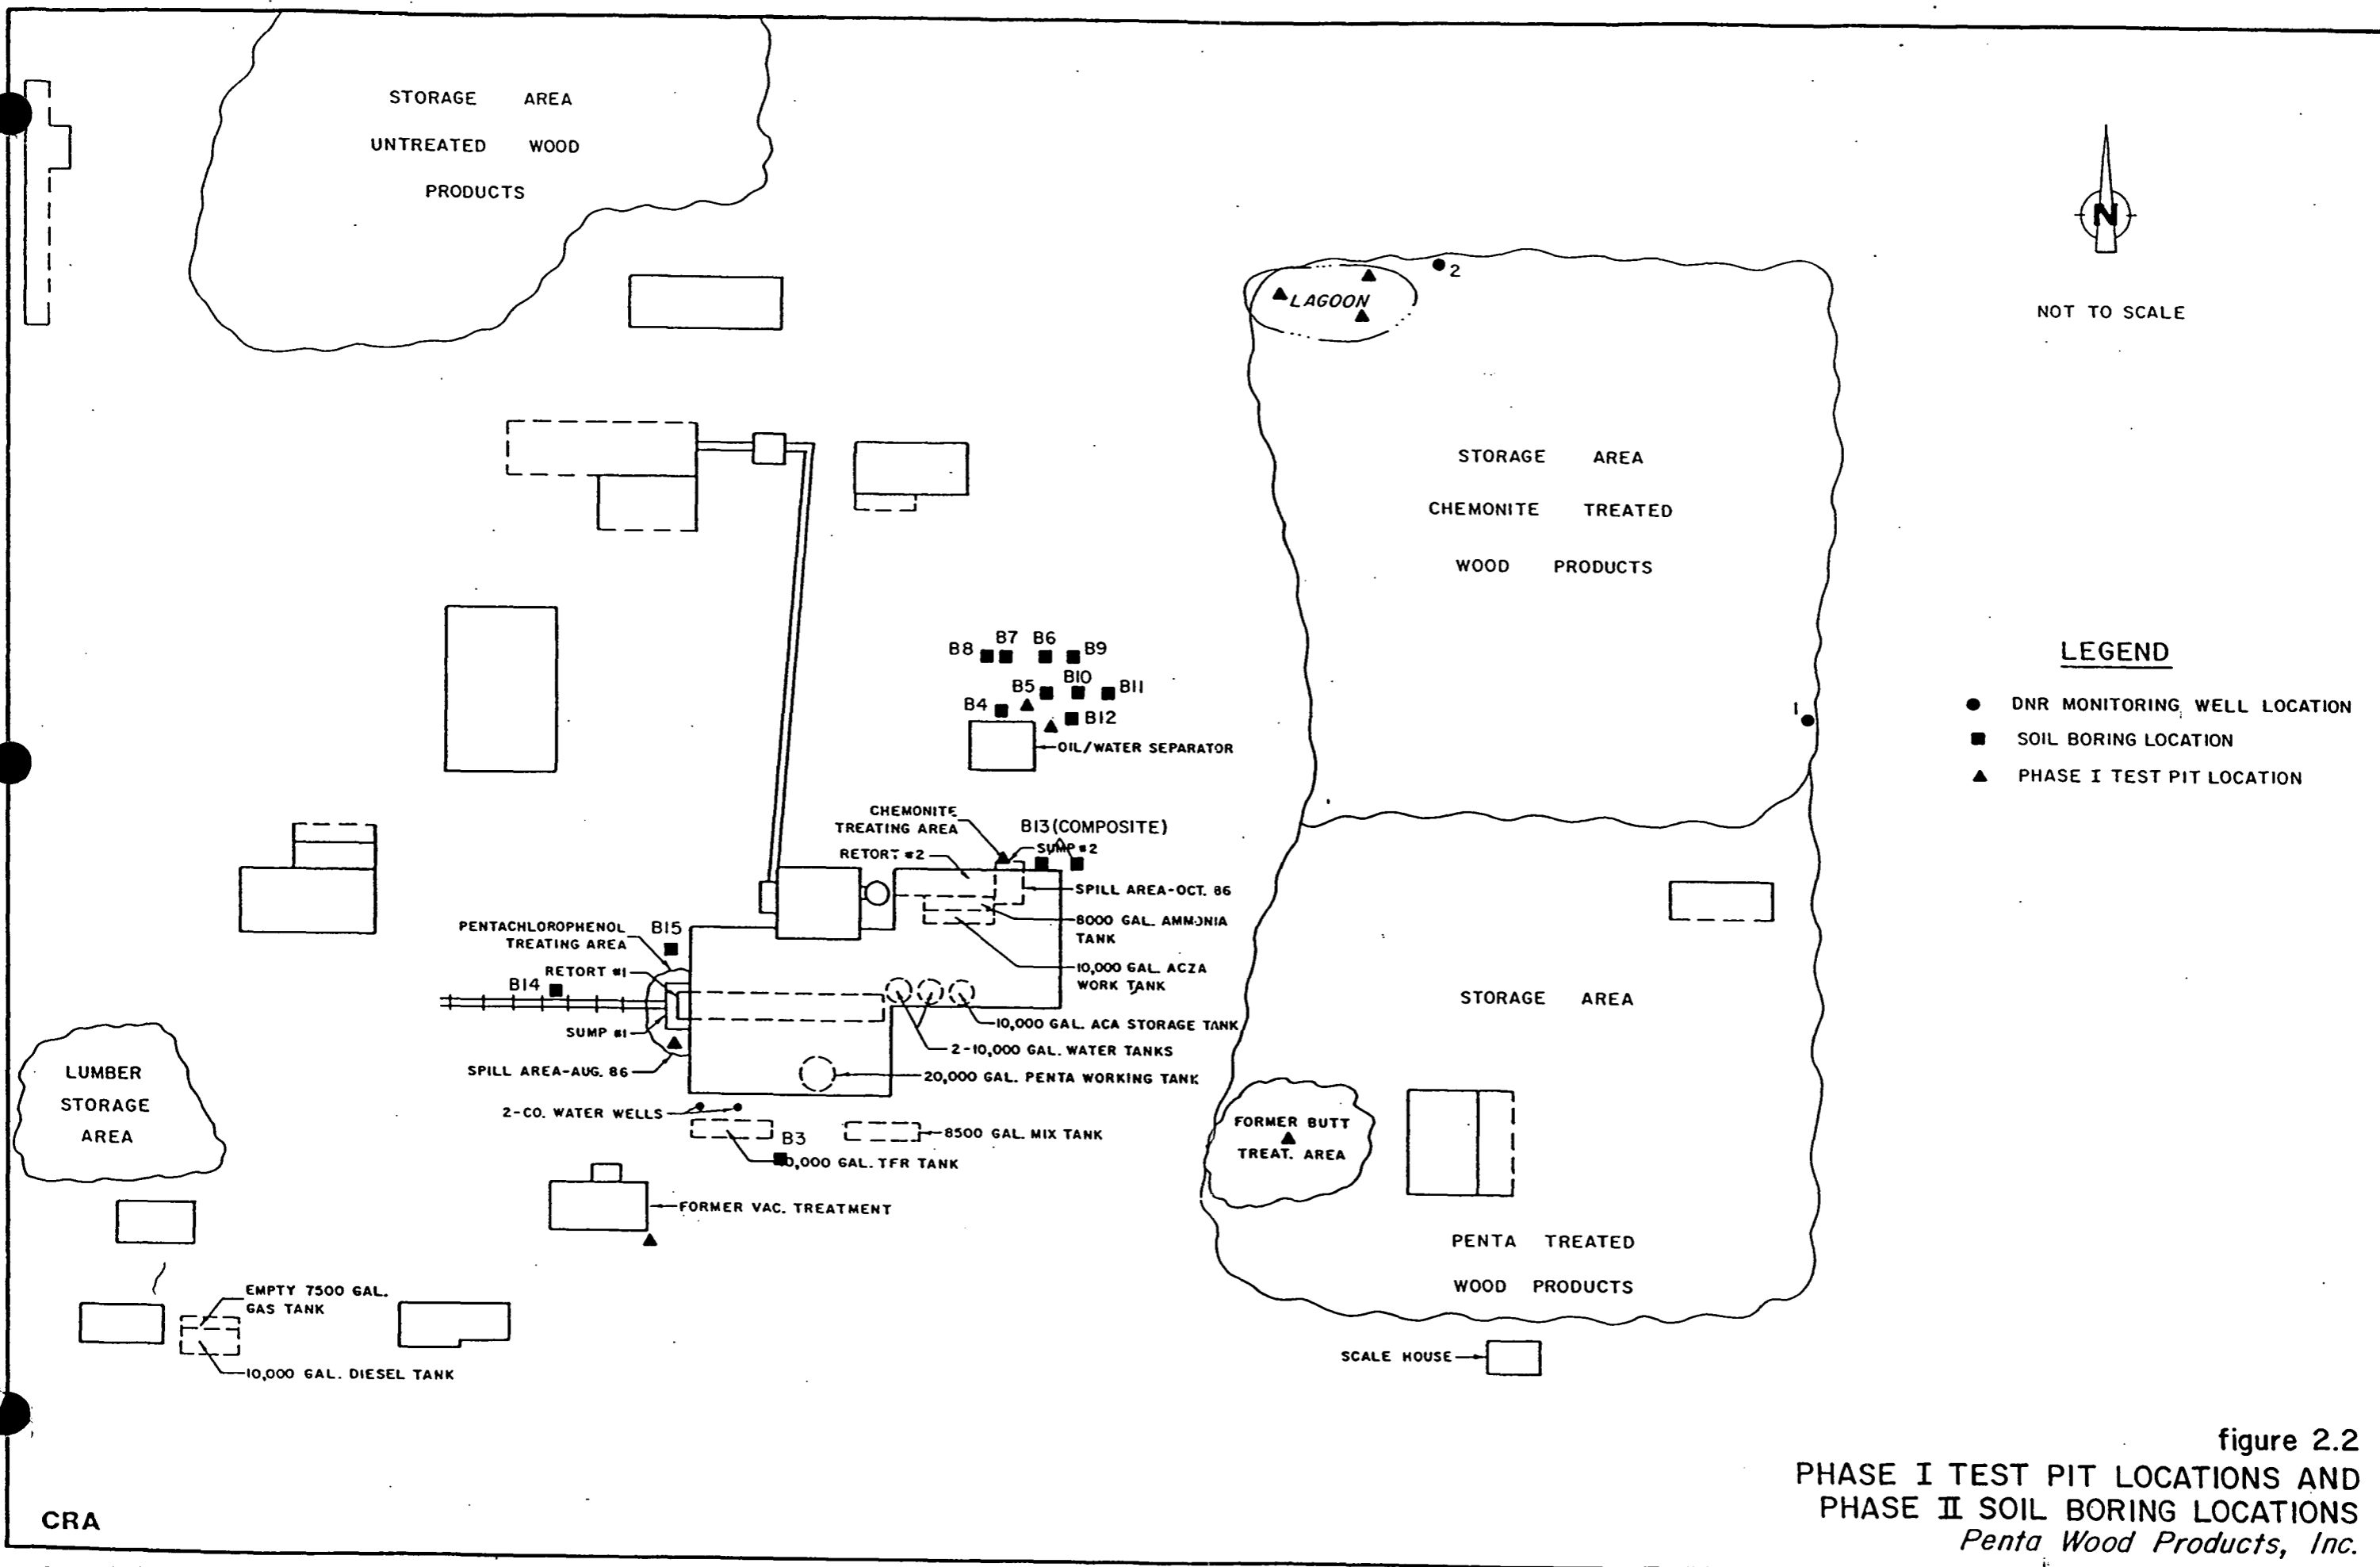 STORAGE AREA
UNTREATED WOOD
PRODUCTS
N
NOT TO SCALE
2
LAGOON
STORAGE AREA
CHEMONITE TREATED
WOOD PRODUCTS
B8
B7
B6
B9
B5
B10
B11
B4
B12
OIL/WATER SEPARATOR
1
LEGEND
DNR MONITORING WELL LOCATION
SOIL BORING LOCATION
PHASE I TEST PIT LOCATION
CHEMONITE
TREATING AREA
B13 (COMPOSITE)
SUMP #2
RETORT #2
SPILL AREA-OCT. 86
8000 GAL. AMMONIA
TANK
10,000 GAL. ACZA
WORK TANK
PENTACHLOROPHENOL
TREATING AREA
B15
RETORT #1
B14
SUMP #1
SPILL AREA-AUG. 86
10,000 GAL. ACA STORAGE TANK
2-10,000 GAL. WATER TANKS
20,000 GAL. PENTA WORKING TANK
2-CO. WATER WELLS
8500 GAL. MIX TANK
B3
0,000 GAL. TFR TANK
FORMER VAC. TREATMENT
LUMBER
STORAGE
AREA
EMPTY 7500 GAL.
GAS TANK
10,000 GAL. DIESEL TANK
STORAGE AREA
FORMER BUTT
TREAT. AREA
PENTA TREATED
WOOD PRODUCTS
SCALE HOUSE
figure 2.2
PHASE I TEST PIT LOCATIONS AND
PHASE II SOIL BORING LOCATIONS
Penta Wood Products, Inc.
CRA